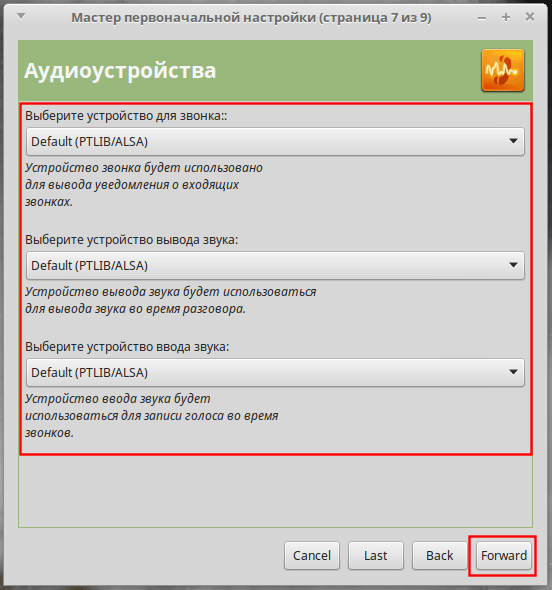 Мастер первоначальной настройки (страница 7 из 9)
Аудиоустройства
Выберите устройство для звонка::
Default (PTLIB/ALSA)
Устройство звонка будет использовано
для вывода уведомления о входящих
звонках.
Выберите устройство вывода звука:
Default (PTLIB/ALSA)
Устройство вывода звука будет использоваться
для вывода звука во время разговора.
Выберите устройство ввода звука:
Default (PTLIB/ALSA)
Устройство ввода звука будет
использоваться для записи голоса во время
звонков.
Cancel Last Back Forward